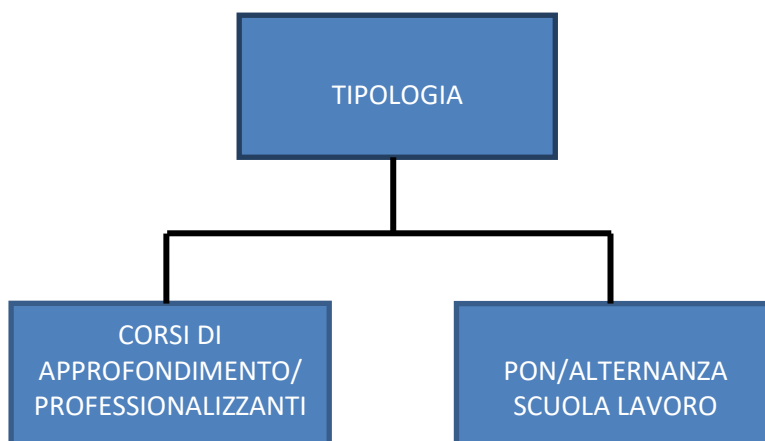 TIPOLOGIA
CORSI DI
APPROFONDIMENTO/
PROFESSIONALIZZANTI
PON/ALTERNANZA
SCUOLA LAVORO